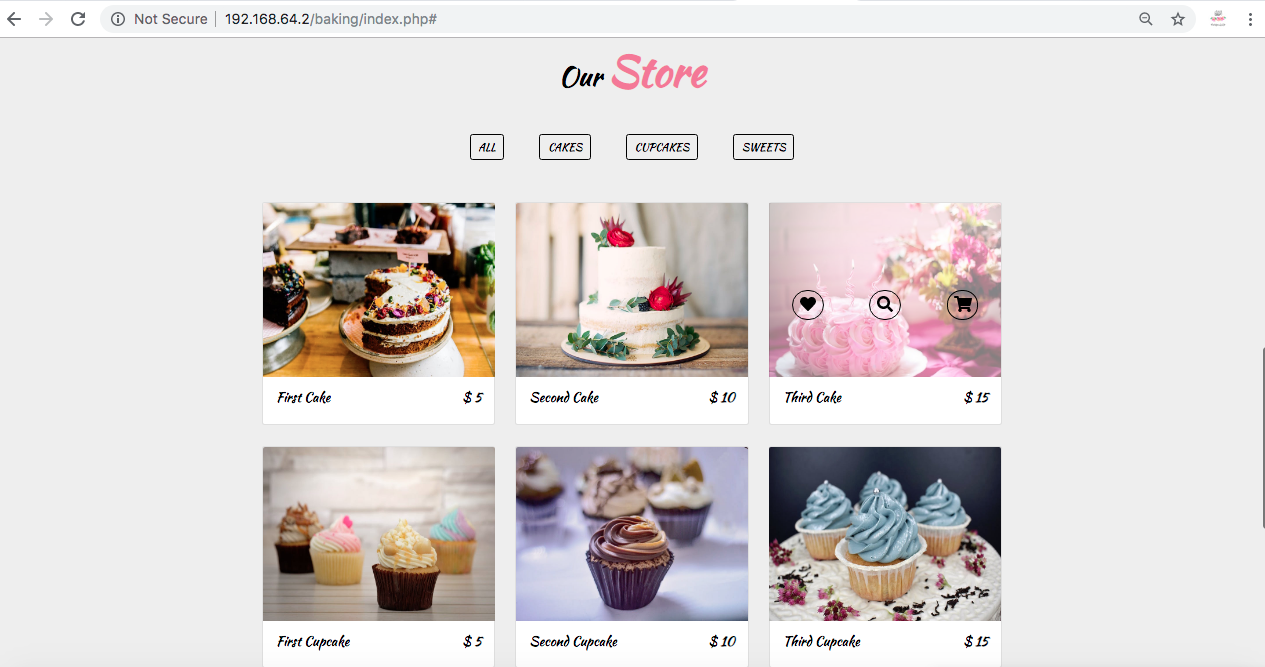 Not Secure | 192.168.64.2/baking/index.php#
Our Store
ALL CAKES CUPCAKES SWEETS
First Cake $ 5 Second Cake $ 10 Third Cake $ 15
First Cupcake $ 5 Second Cupcake $ 10 Third Cupcake $ 15